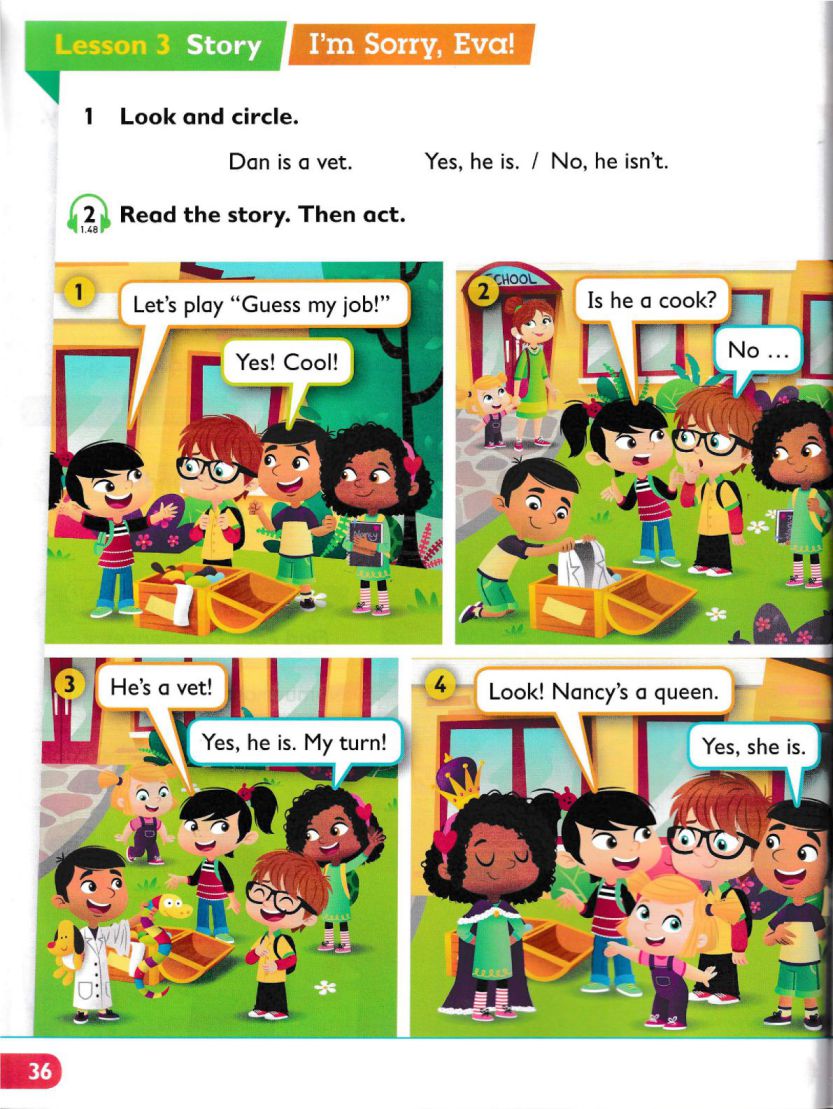 Lesson 3 Story
I'm Sorry, Eva!
1 Look and circle.
Dan is a vet. Yes, he is. / No, he isn't.
2 Read the story. Then act.
1.48
1
Let's play “Guess my job!”
Yes! Cool!
Nancy
2
SCHOOL
Is he a cook?
No ...
Nancy
3
He's a vet!
Yes, he is. My turn!
4
Look! Nancy's a queen.
Yes, she is.
36